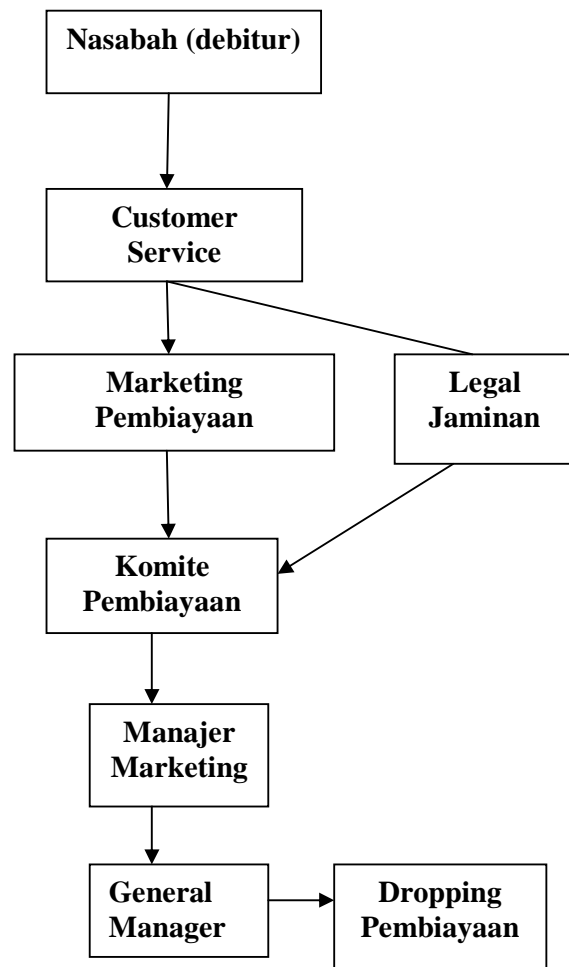 Nasabah (debitur)
Customer
Service
Marketing
Pembiayaan
Legal
Jaminan
Komite
Pembiayaan
Manajer
Marketing
General
Manager
Dropping
Pembiayaan